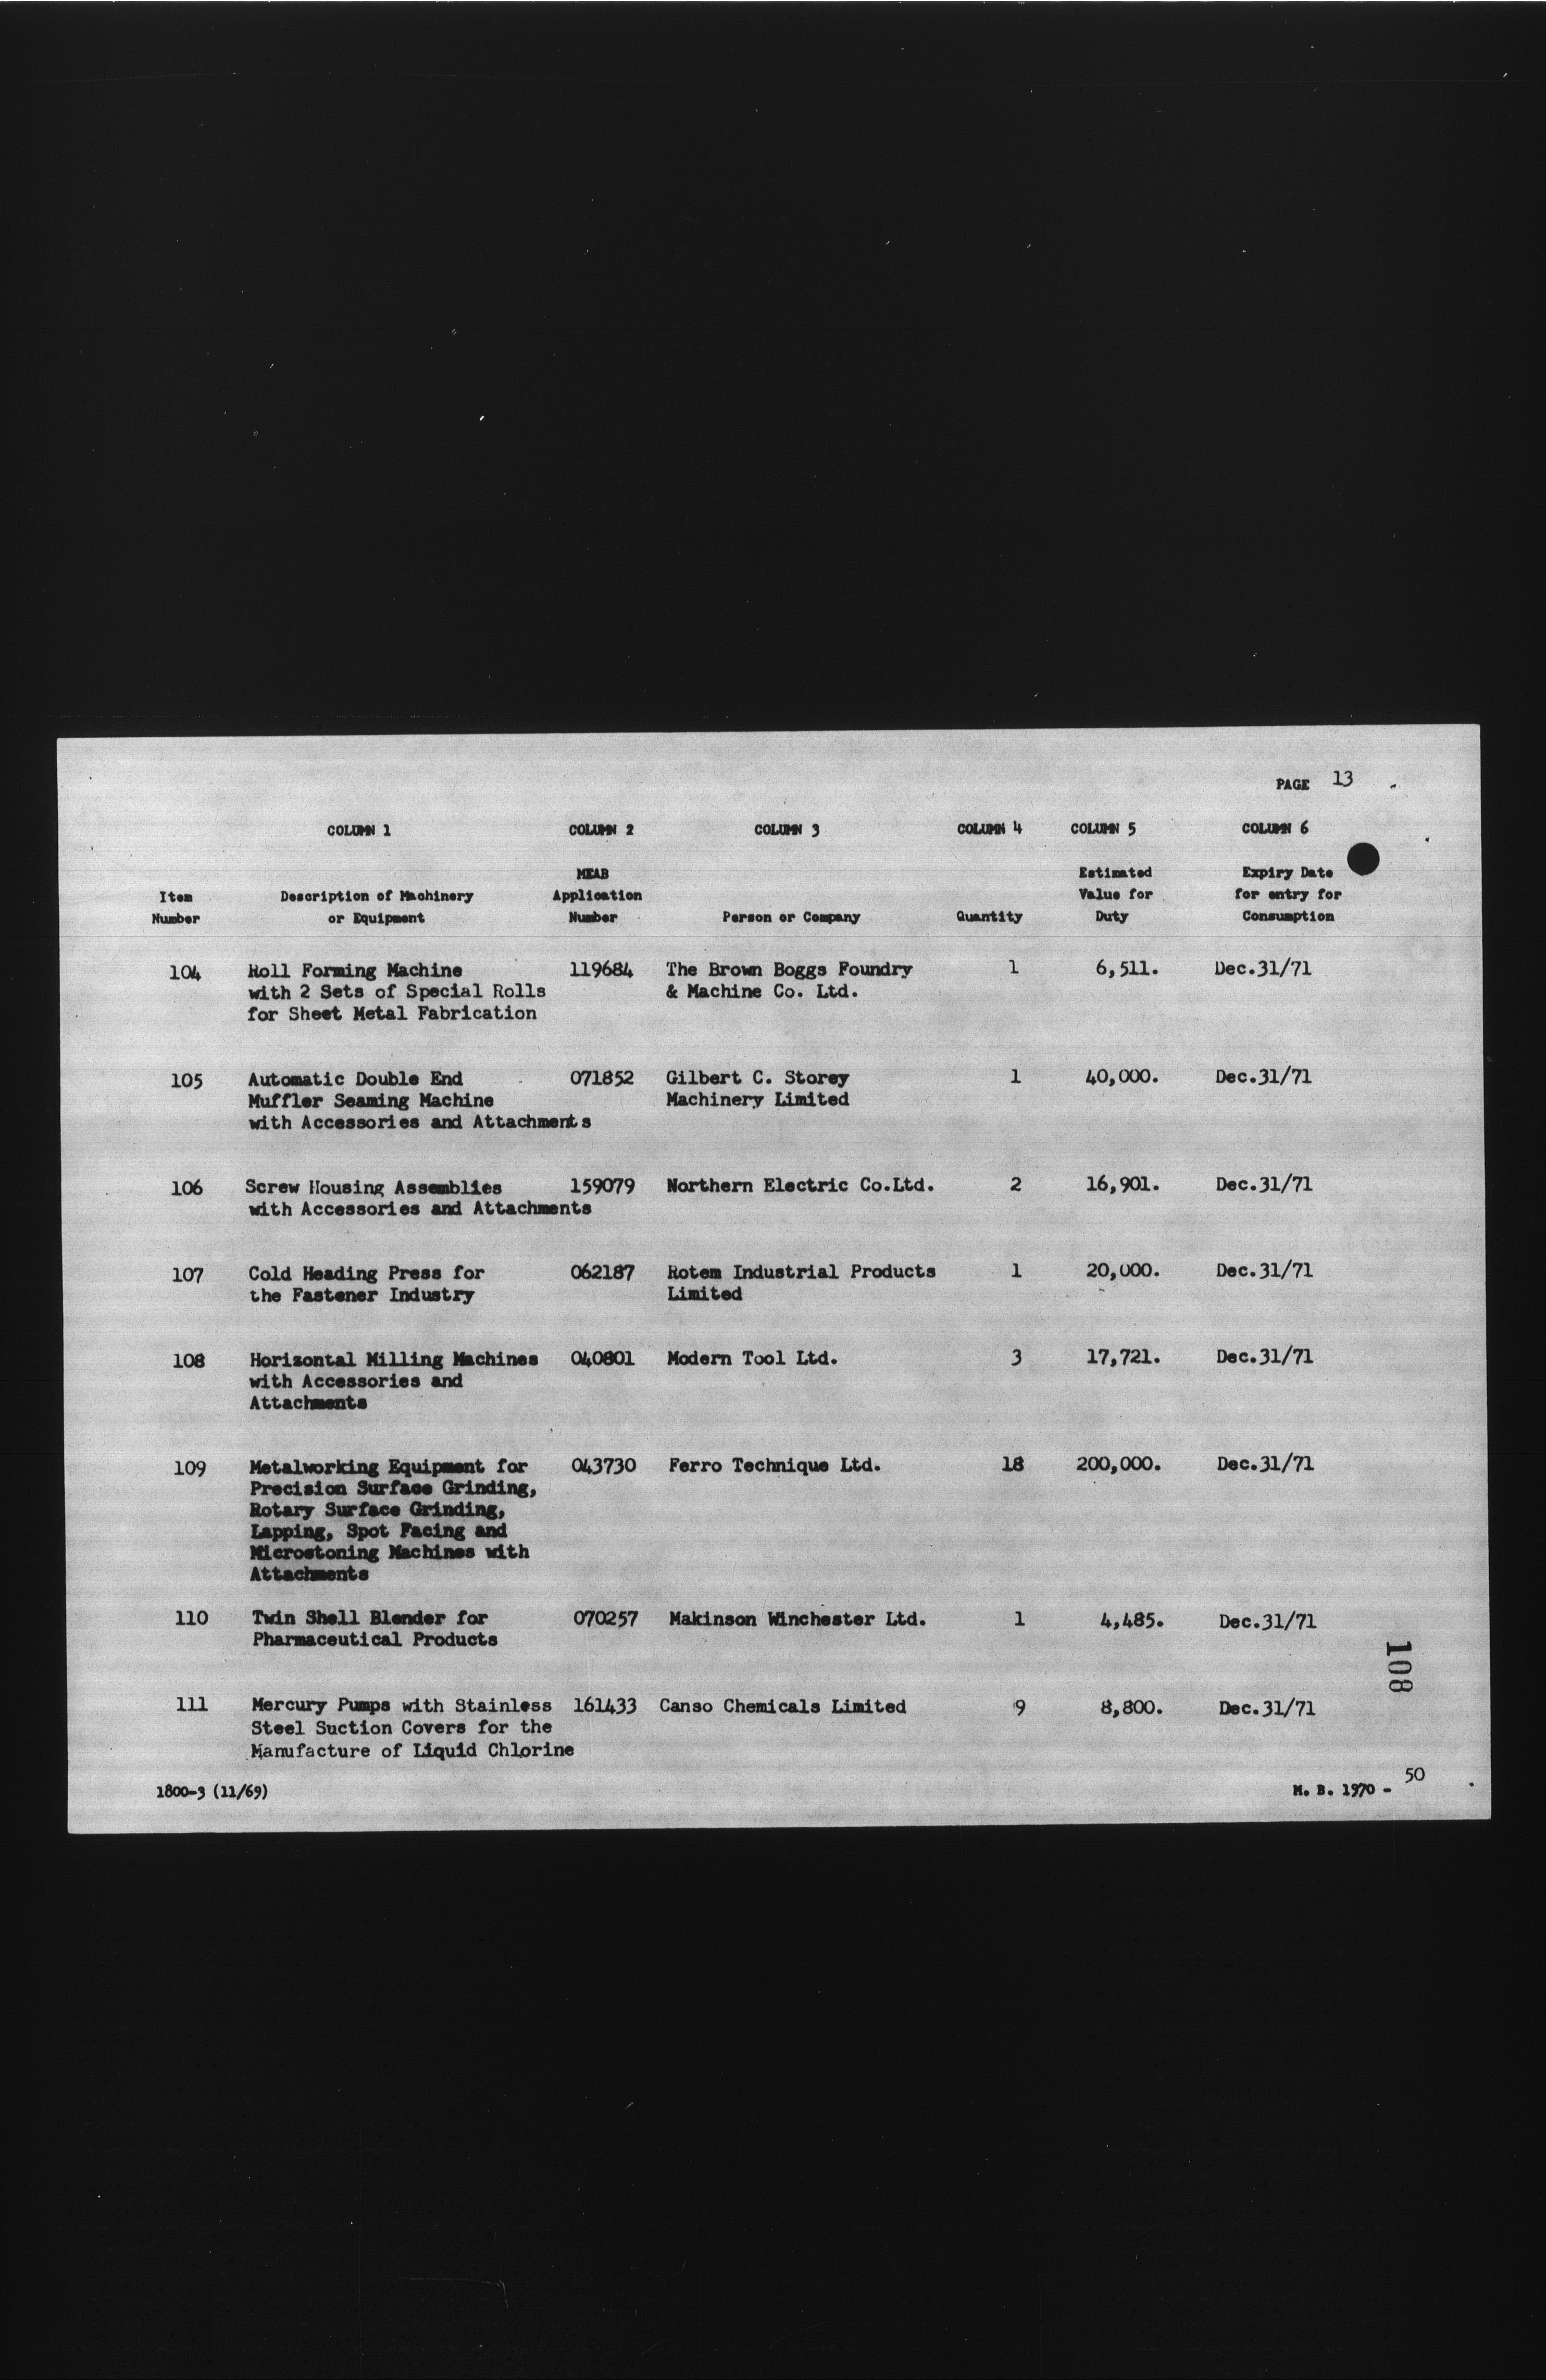 PAGE 13
COLUMN 1 COLUMN 2 COLUMN 3 COLUMN 4 COLUMN 5 COLUMN 6
MEAB Estimated Expiry Date
Item Description of Machinery Application Value for for entry for
Number or Equipment Number Person or Company Quantity Duty Consumption
104 Roll Forming Machine 119684 The Brown Boggs Foundry 1 6,511. Dec.31/71
with 2 Sets of Special Rolls & Machine Co. Ltd.
for Sheet Metal Fabrication
105 Automatic Double End 071852 Gilbert C. Storey 1 40,000. Dec.31/71
Muffler Seaming Machine Machinery Limited
with Accessories and Attachments
106 Screw Housing Assemblies 159079 Northern Electric Co.Ltd. 2 16,901. Dec.31/71
with Accessories and Attachments
107 Cold Heading Press for 062187 Rotem Industrial Products 1 20,000. Dec.31/71
the Fastener Industry Limited
108 Horizontal Milling Machines 040801 Modern Tool Ltd. 3 17,721. Dec.31/71
with Accessories and
Attachments
109 Metalworking Equipment for 043730 Ferro Technique Ltd. 18 200,000. Dec.31/71
Precision Surface Grinding,
Rotary Surface Grinding,
Lapping, Spot Facing and
Microstoning Machines with
Attachments
110 Twin Shell Blender for 070257 Makinson Winchester Ltd. 1 4,485. Dec.31/71
Pharmaceutical Products
108
111 Mercury Pumps with Stainless 161433 Canso Chemicals Limited 9 8,800. Dec.31/71
Steel Suction Covers for the
Manufacture of Liquid Chlorine
1800-3 (11/69) M. B. 1970 - 50